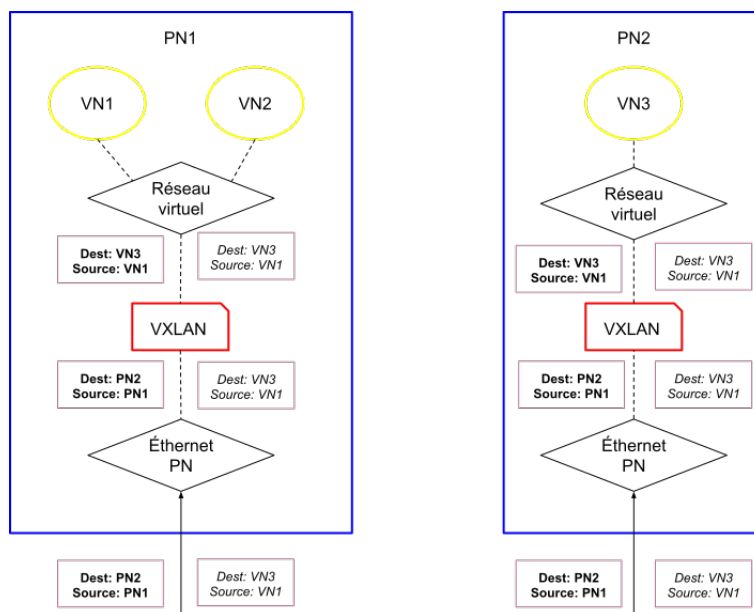 PN1
VN1
VN2
Réseau
virtuel
Dest: VN3
Source: VN1
Dest: VN3
Source: VN1
VXLAN
Dest: PN2
Source: PN1
Dest: VN3
Source: VN1
Éthernet
PN
Dest: PN2
Source: PN1
Dest: VN3
Source: VN1
PN2
VN3
Réseau
virtuel
Dest: VN3
Source: VN1
Dest: VN3
Source: VN1
VXLAN
Dest: PN2
Source: PN1
Dest: VN3
Source: VN1
Éthernet
PN
Dest: PN2
Source: PN1
Dest: VN3
Source: VN1